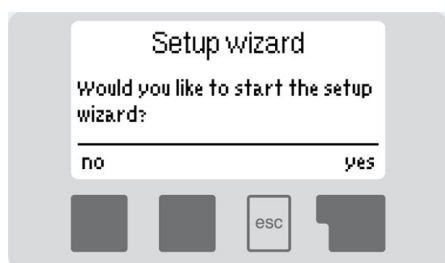 Setup wizard
Would you like to start the setup
wizard?
no yes
esc